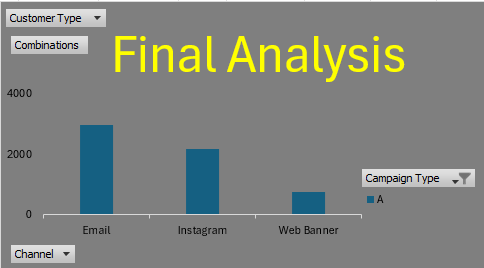 Customer Type
Combinations
Final Analysis
4000
2000
0
Email Instagram Web Banner
Campaign Type
A
Channel